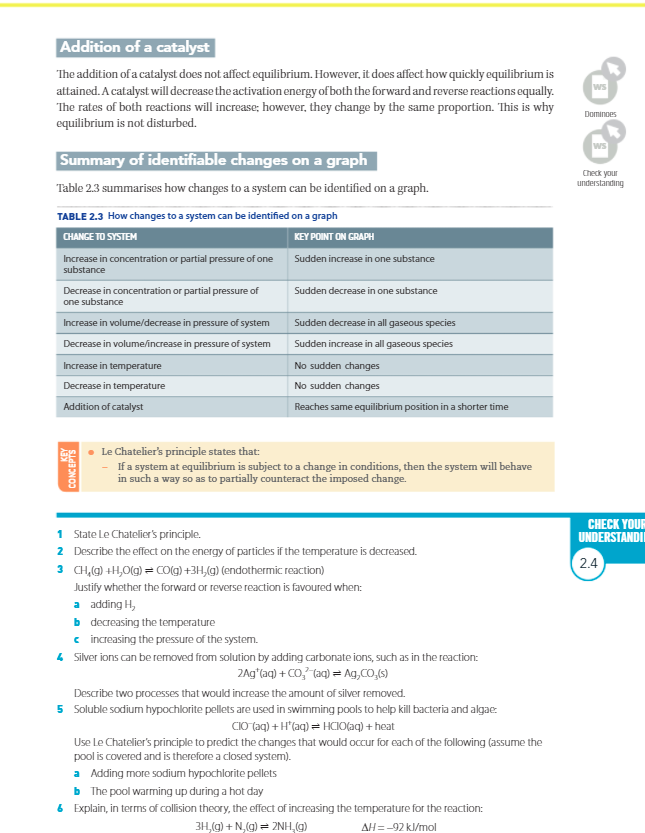 Addition of a catalyst
The addition of a catalyst does not affect equilibrium. However, it does affect how quickly equilibrium is
attained. A catalyst will decrease the activation energy of both the forward and reverse reactions equally.
The rates of both reactions will increase; however, they change by the same proportion. This is why
equilibrium is not disturbed.
WS
Dominoes
WS
Check your
understanding
Summary of identifiable changes on a graph
Table 2.3 summarises how changes to a system can be identified on a graph.
TABLE 2.3 How changes to a system can be identified on a graph
CHANGE TO SYSTEM KEY POINT ON GRAPH
Increase in concentration or partial pressure of one Sudden increase in one substance
substance
Decrease in concentration or partial pressure of Sudden decrease in one substance
one substance
Increase in volume/decrease in pressure of system Sudden decrease in all gaseous species
Decrease in volume/increase in pressure of system Sudden increase in all gaseous species
Increase in temperature No sudden changes
Decrease in temperature No sudden changes
Addition of catalyst Reaches same equilibrium position in a shorter time
KEY
CONCEPTS
• Le Chatelier's principle states that:
– If a system at equilibrium is subject to a change in conditions, then the system will behave
in such a way so as to partially counteract the imposed change.
CHECK YOUR
UNDERSTANDI
2.4
1 State Le Chatelier's principle.
2 Describe the effect on the energy of particles if the temperature is decreased.
3 CH₄(g) +H₂O(g) ⇌ CO(g) +3H₂(g) (endothermic reaction)
Justify whether the forward or reverse reaction is favoured when:
a adding H₂
b decreasing the temperature
c increasing the pressure of the system.
4 Silver ions can be removed from solution by adding carbonate ions, such as in the reaction:
2Ag⁺(aq) + CO₃²⁻(aq) ⇌ Ag₂CO₃(s)
Describe two processes that would increase the amount of silver removed.
5 Soluble sodium hypochlorite pellets are used in swimming pools to help kill bacteria and algae:
ClO⁻(aq) + H⁺(aq) ⇌ HClO(aq) + heat
Use Le Chatelier's principle to predict the changes that would occur for each of the following (assume the
pool is covered and is therefore a closed system).
a Adding more sodium hypochlorite pellets
b The pool warming up during a hot day
6 Explain, in terms of collision theory, the effect of increasing the temperature for the reaction:
3H₂(g) + N₂(g) ⇌ 2NH₃(g) ΔH = −92 kJ/mol